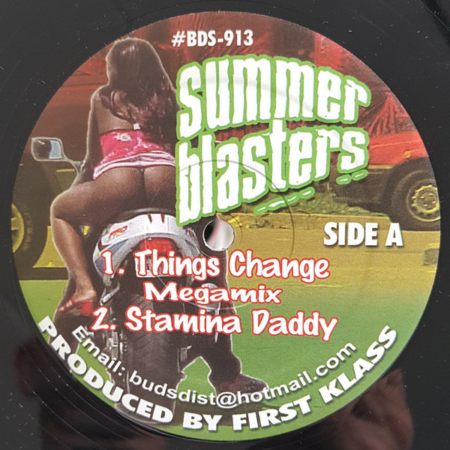 #BDS-913
summer
blasters
SIDE A
1. Things Change
Megamix
2. Stamina Daddy
Email: budsdist@hotmail.com
PRODUCED BY FIRST KLASS